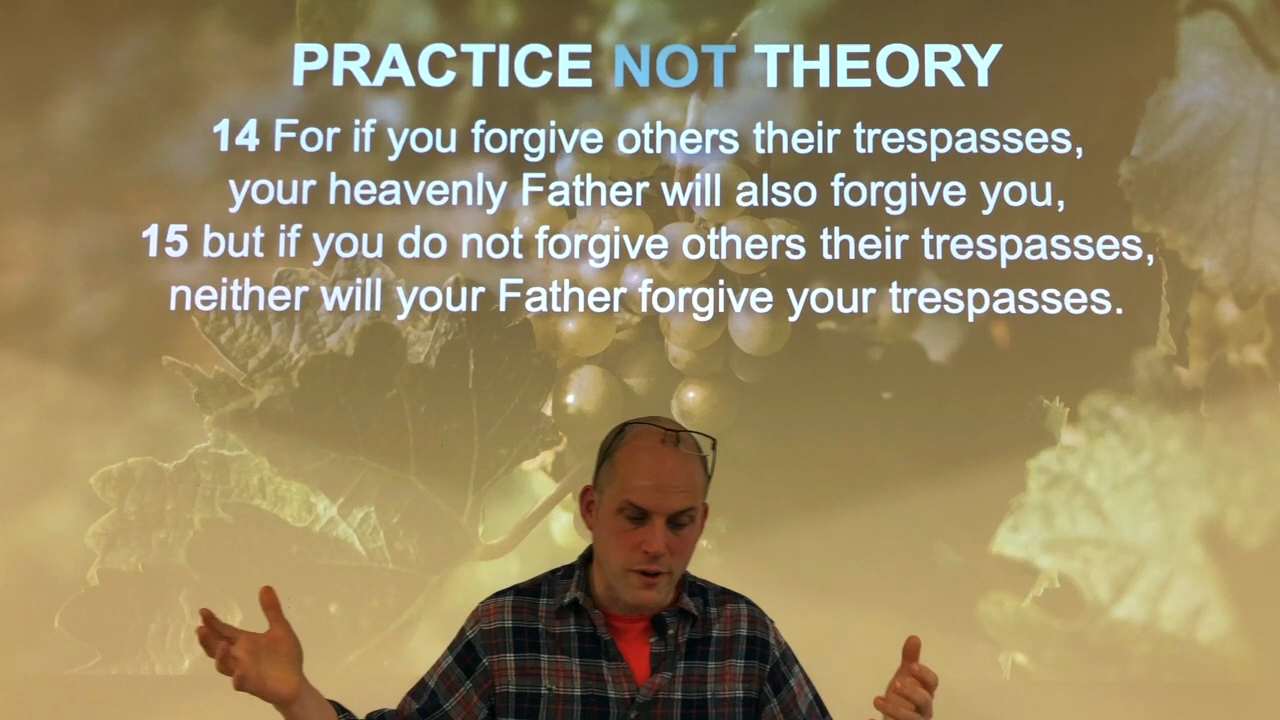 PRACTICE NOT THEORY
14 For if you forgive others their trespasses,
your heavenly Father will also forgive you,
15 but if you do not forgive others their trespasses,
neither will your Father forgive your trespasses.